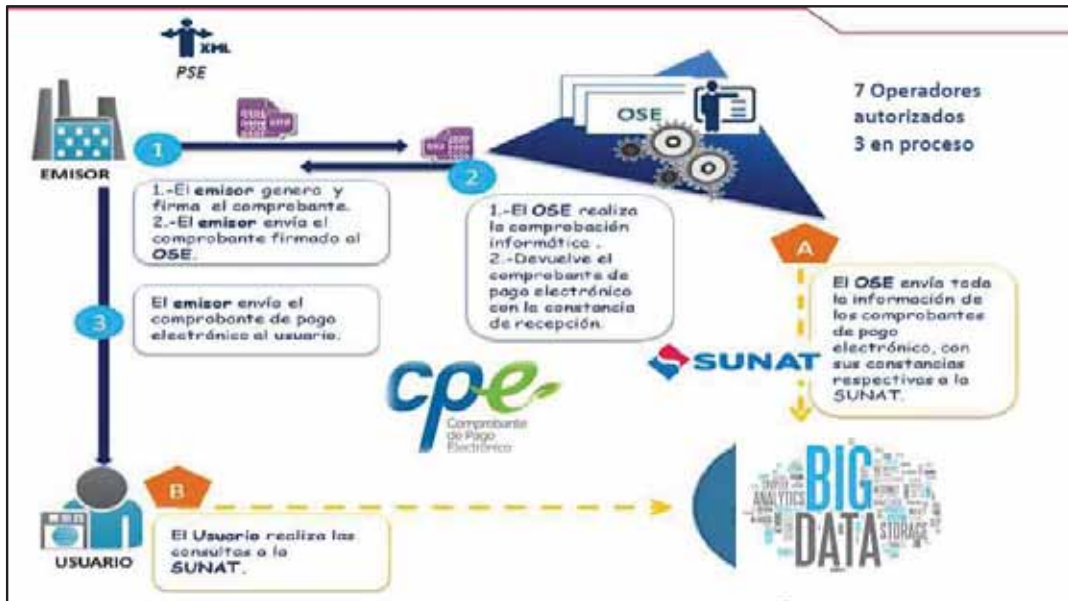 XML
PSE
7 Operadores
autorizados
3 en proceso
OSE
1
2
EMISOR
1.-El emisor genera y
firma el comprobante.
2.-El emisor envía el
comprobante firmado al
OSE.
1.-El OSE realiza
la comprobación
informática .
2.-Devuelve el
comprobante de
pago electrónico
con la constancia
de recepción.
A
El OSE envía toda
la información de
los comprobantes
de pago
electrónico, con
sus constancias
respectivas a la
SUNAT.
3
El emisor envía el
comprobante de pago
electrónico al usuario.
SUNAT
cpe
Comprobante
de Pago
Electrónico
B
USUARIO
El Usuario realiza las
consultas a la
SUNAT.
ANALYTICS
BIG
DATA
STORAGE